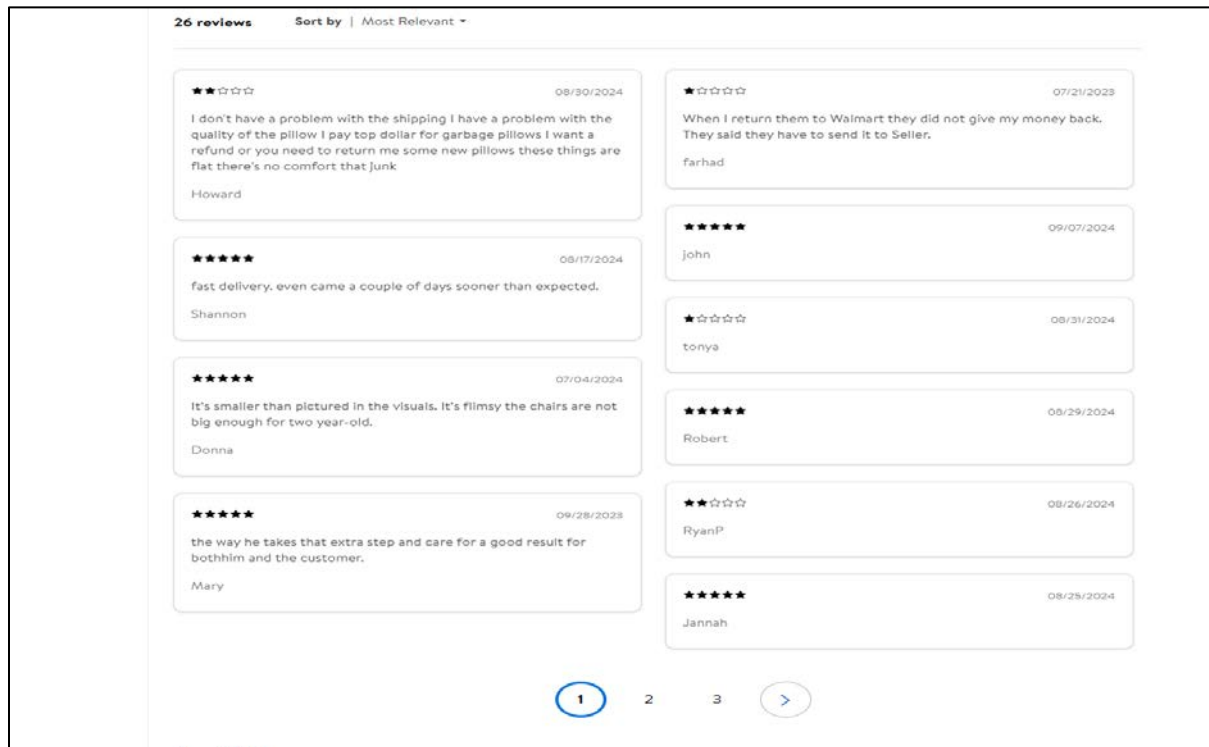 26 reviews Sort by | Most Relevant
08/30/2024
I don't have a problem with the shipping I have a problem with the
quality of the pillow I pay top dollar for garbage pillows I want a
refund or you need to return me some new pillows these things are
flat there's no comfort that junk
Howard
08/17/2024
fast delivery. even came a couple of days sooner than expected.
Shannon
07/04/2024
It's smaller than pictured in the visuals. It's flimsy the chairs are not
big enough for two year-old.
Donna
09/28/2023
the way he takes that extra step and care for a good result for
bothhim and the customer.
Mary
07/21/2023
When I return them to Walmart they did not give my money back.
They said they have to send it to Seller.
farhad
09/07/2024
john
08/31/2024
tonya
08/29/2024
Robert
08/26/2024
RyanP
08/25/2024
Jannah
1 2 3 >